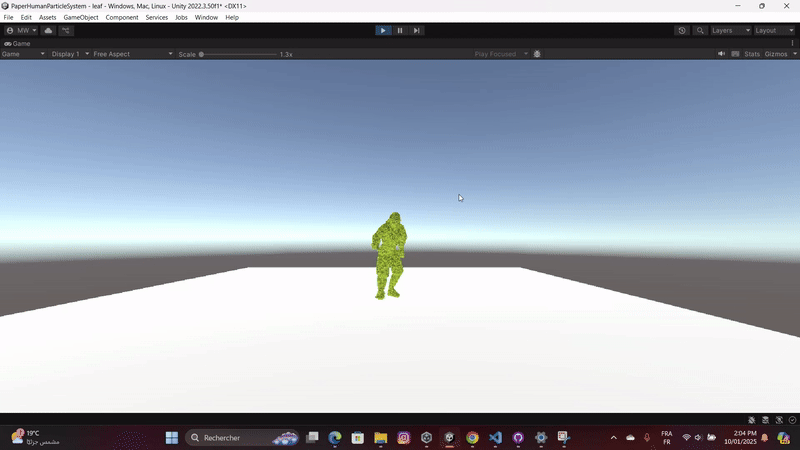 PaperHumanParticleSystem - leaf - Windows, Mac, Linux - Unity 2022.3.50f1* <DX11>
File Edit Assets GameObject Component Services Jobs Window Help
MW Layers Layout
Game
Game Display 1 Free Aspect Scale 1.3x Play Focused Stats Gizmos
19°C
مشمس جزئيًا
Rechercher
FRA
FR
2:04 PM
10/01/2025